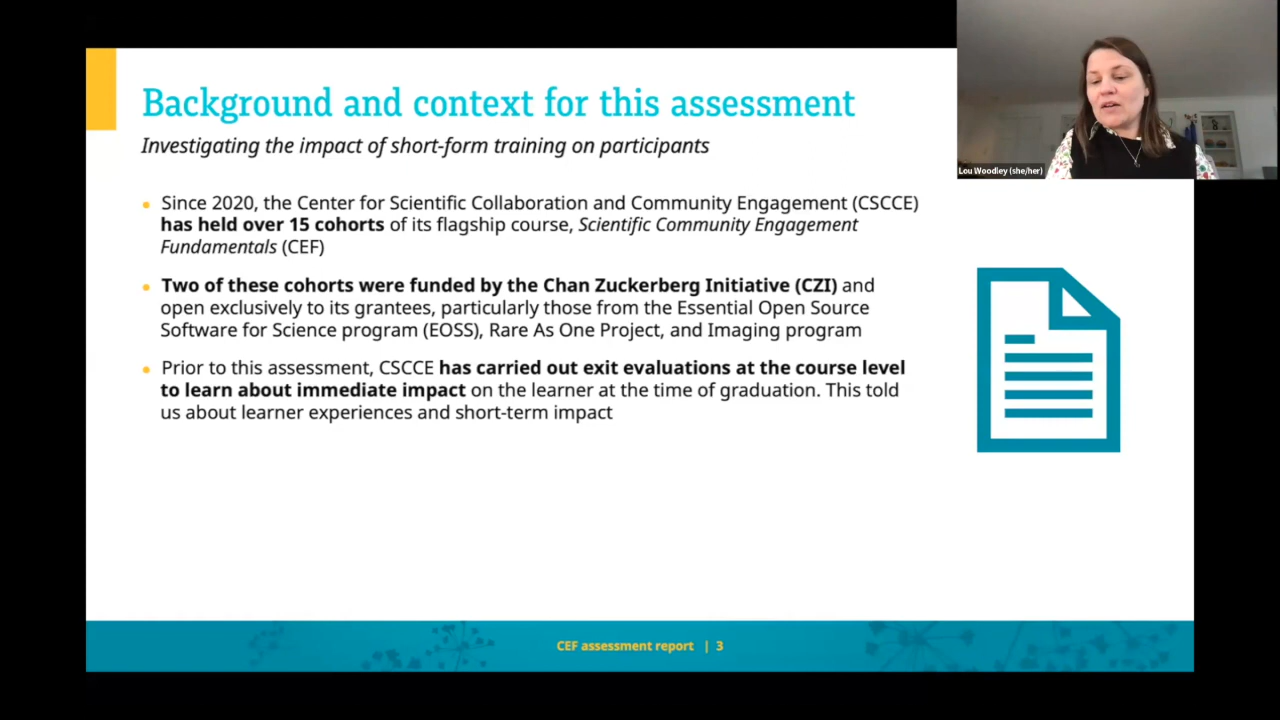 Background and context for this assessment
Investigating the impact of short-form training on participants
Lou Woodley (she/her)
• Since 2020, the Center for Scientific Collaboration and Community Engagement (CSCCE)
has held over 15 cohorts of its flagship course, Scientific Community Engagement
Fundamentals (CEF)
• Two of these cohorts were funded by the Chan Zuckerberg Initiative (CZI) and
open exclusively to its grantees, particularly those from the Essential Open Source
Software for Science program (EOSS), Rare As One Project, and Imaging program
• Prior to this assessment, CSCCE has carried out exit evaluations at the course level
to learn about immediate impact on the learner at the time of graduation. This told
us about learner experiences and short-term impact
CEF assessment report | 3